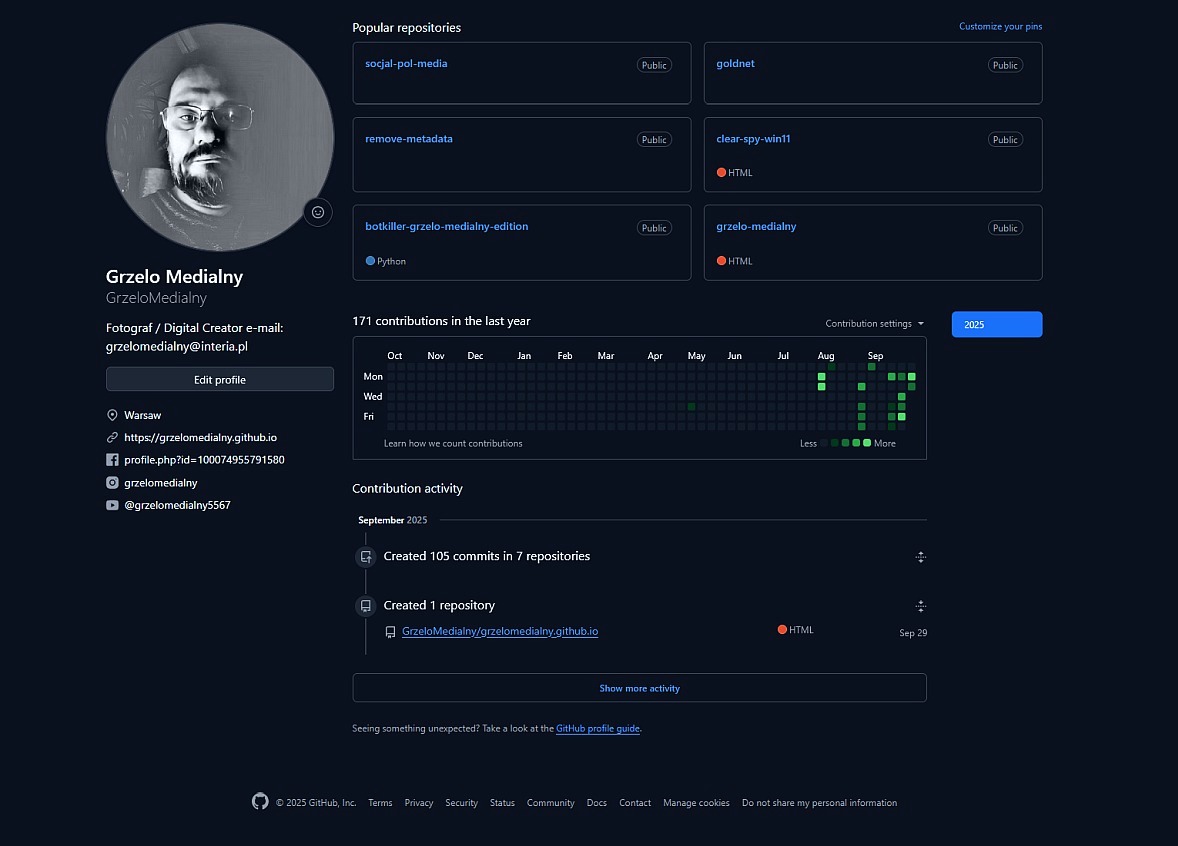 Popular repositories
Customize your pins
socjal-pol-media
Public
goldnet
Public
remove-metadata
Public
clear-spy-win11
Public
HTML
botkiller-grzelo-medialny-edition
Public
Python
grzelo-medialny
Public
HTML
Grzelo Medialny
GrzeloMedialny
Fotograf / Digital Creator e-mail:
grzelomedialny@interia.pl
Edit profile
Warsaw
https://grzelomedialny.github.io
profile.php?id=100074955791580
grzelomedialny
@grzelomedialny5567
171 contributions in the last year
Contribution settings
2025
Oct Nov Dec Jan Feb Mar Apr May Jun Jul Aug Sep
Mon
Wed
Fri
Learn how we count contributions
Less
More
Contribution activity
September 2025
Created 105 commits in 7 repositories
Created 1 repository
GrzeloMedialny/grzelomedialny.github.io
HTML
Sep 29
Show more activity
Seeing something unexpected? Take a look at the GitHub profile guide.
© 2025 GitHub, Inc. Terms Privacy Security Status Community Docs Contact Manage cookies Do not share my personal information